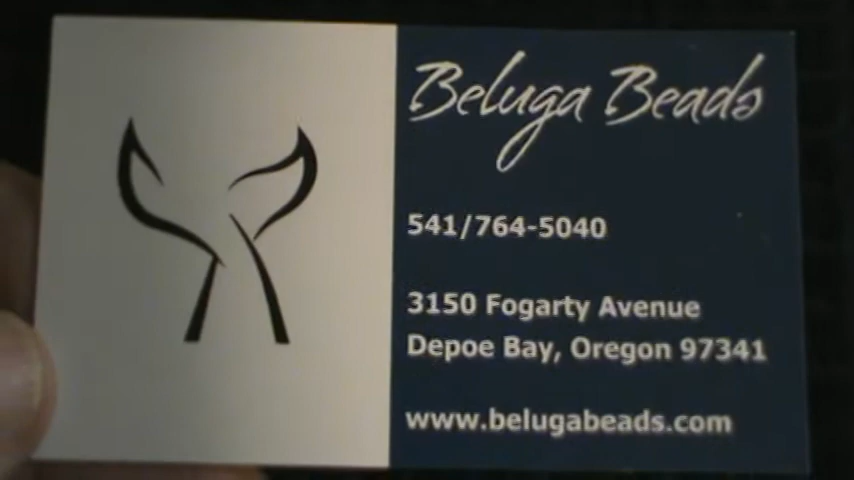 Beluga Beads
541/764-5040
3150 Fogarty Avenue
Depoe Bay, Oregon 97341
www.belugabeads.com